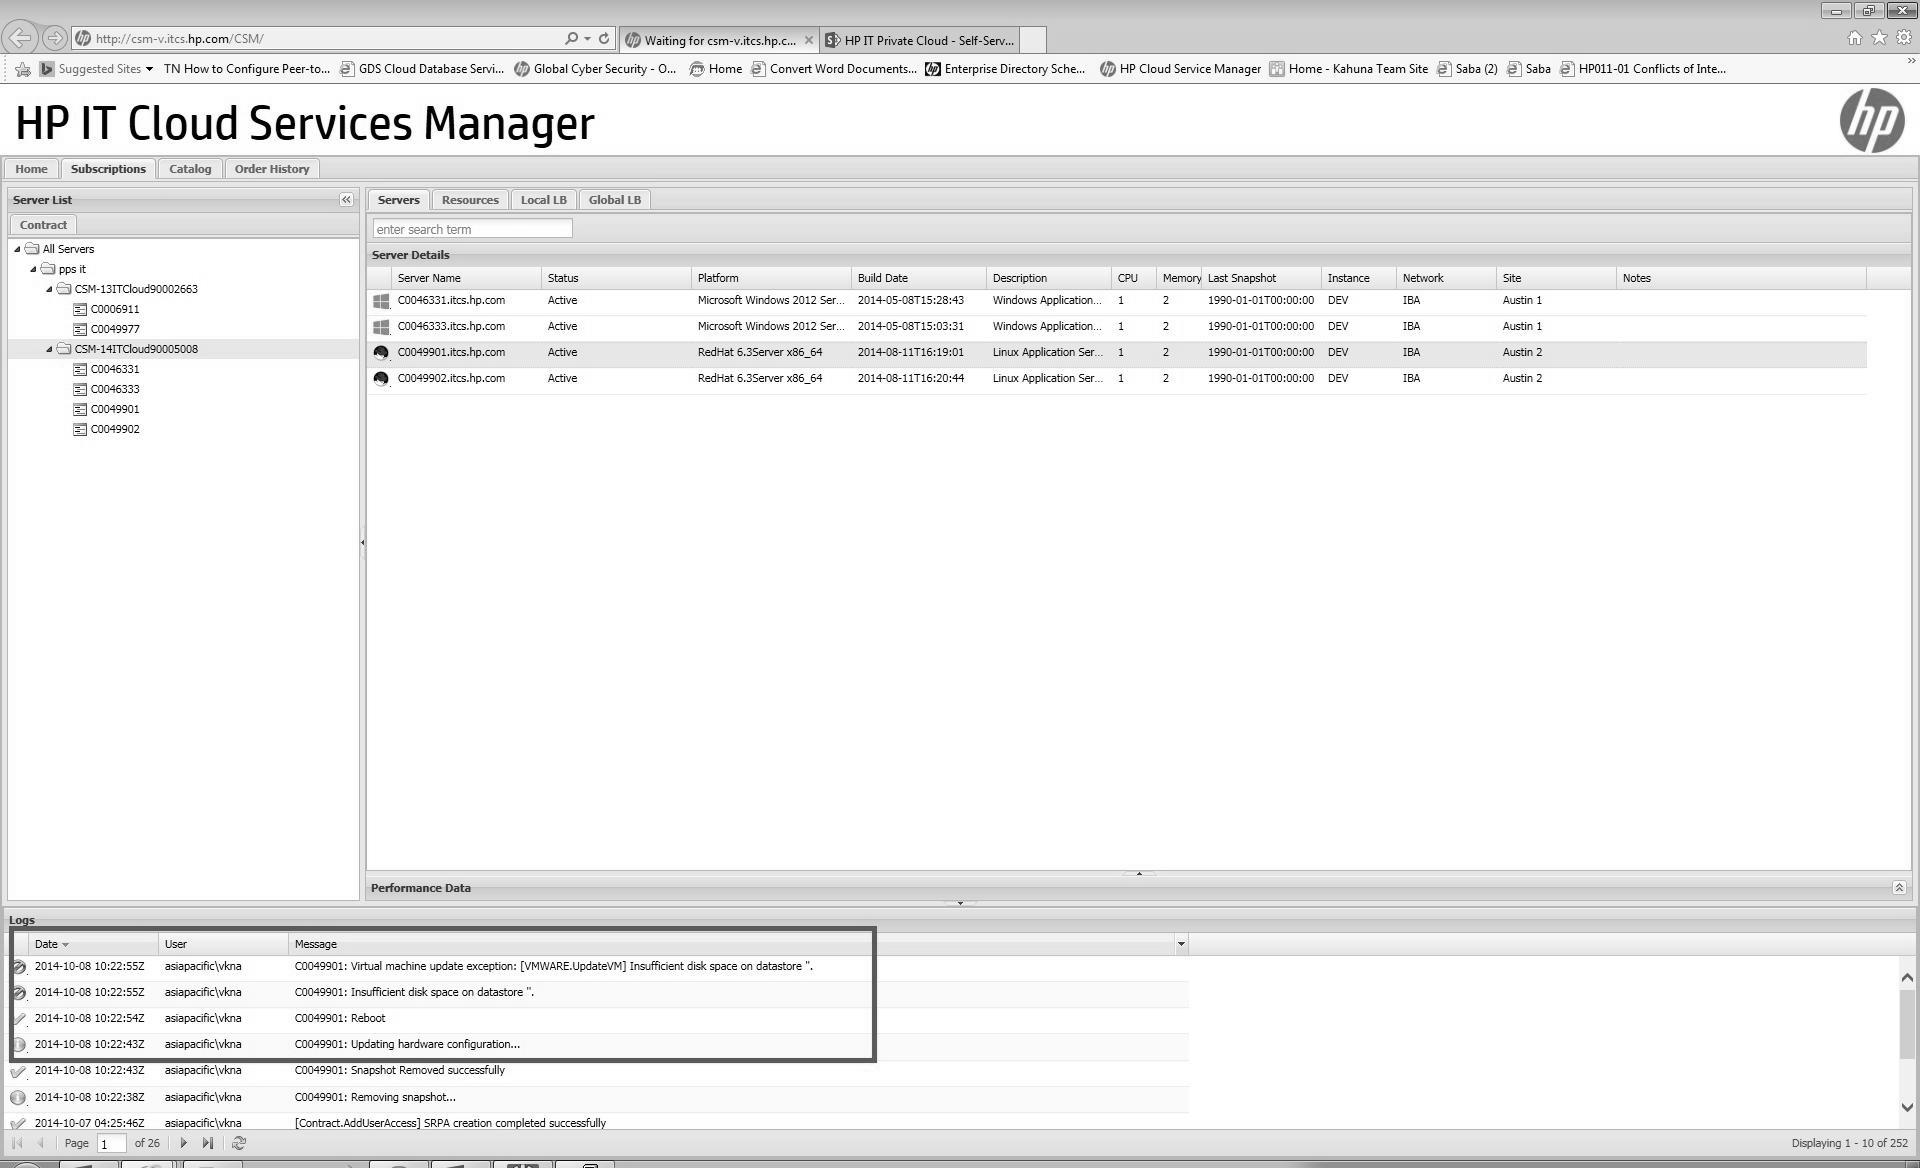 http://csm-v.itcs.hp.com/CSM/
Waiting for csm-v.itcs.hp.c...
HP IT Private Cloud - Self-Serv...
Suggested Sites
TN How to Configure Peer-to...
GDS Cloud Database Servi...
Global Cyber Security - O...
Home
Convert Word Documents...
Enterprise Directory Sche...
HP Cloud Service Manager
Home - Kahuna Team Site
Saba (2)
Saba
HP011-01 Conflicts of Inte...
HP IT Cloud Services Manager
hp
Home Subscriptions Catalog Order History
Server List
Contract
All Servers
pps it
CSM-13ITCloud90002663
C0006911
C0049977
CSM-14ITCloud90005008
C0046331
C0046333
C0049901
C0049902
Servers Resources Local LB Global LB
enter search term
Server Details
Server Name Status Platform Build Date Description CPU Memory Last Snapshot Instance Network Site Notes
C0046331.itcs.hp.com Active Microsoft Windows 2012 Ser... 2014-05-08T15:28:43 Windows Application... 1 2 1990-01-01T00:00:00 DEV IBA Austin 1
C0046333.itcs.hp.com Active Microsoft Windows 2012 Ser... 2014-05-08T15:03:31 Windows Application... 1 2 1990-01-01T00:00:00 DEV IBA Austin 1
C0049901.itcs.hp.com Active RedHat 6.3Server x86_64 2014-08-11T16:19:01 Linux Application Ser... 1 2 1990-01-01T00:00:00 DEV IBA Austin 2
C0049902.itcs.hp.com Active RedHat 6.3Server x86_64 2014-08-11T16:20:44 Linux Application Ser... 1 2 1990-01-01T00:00:00 DEV IBA Austin 2
Performance Data
Logs
Date User Message
2014-10-08 10:22:55Z asiapacific\vkna C0049901: Virtual machine update exception: [VMWARE.UpdateVM] Insufficient disk space on datastore ''.
2014-10-08 10:22:55Z asiapacific\vkna C0049901: Insufficient disk space on datastore ''.
2014-10-08 10:22:54Z asiapacific\vkna C0049901: Reboot
2014-10-08 10:22:43Z asiapacific\vkna C0049901: Updating hardware configuration...
2014-10-08 10:22:43Z asiapacific\vkna C0049901: Snapshot Removed successfully
2014-10-08 10:22:38Z asiapacific\vkna C0049901: Removing snapshot...
2014-10-07 04:25:46Z asiapacific\vkna [Contract.AddUserAccess] SRPA creation completed successfully
Page 1 of 26
Displaying 1 - 10 of 252